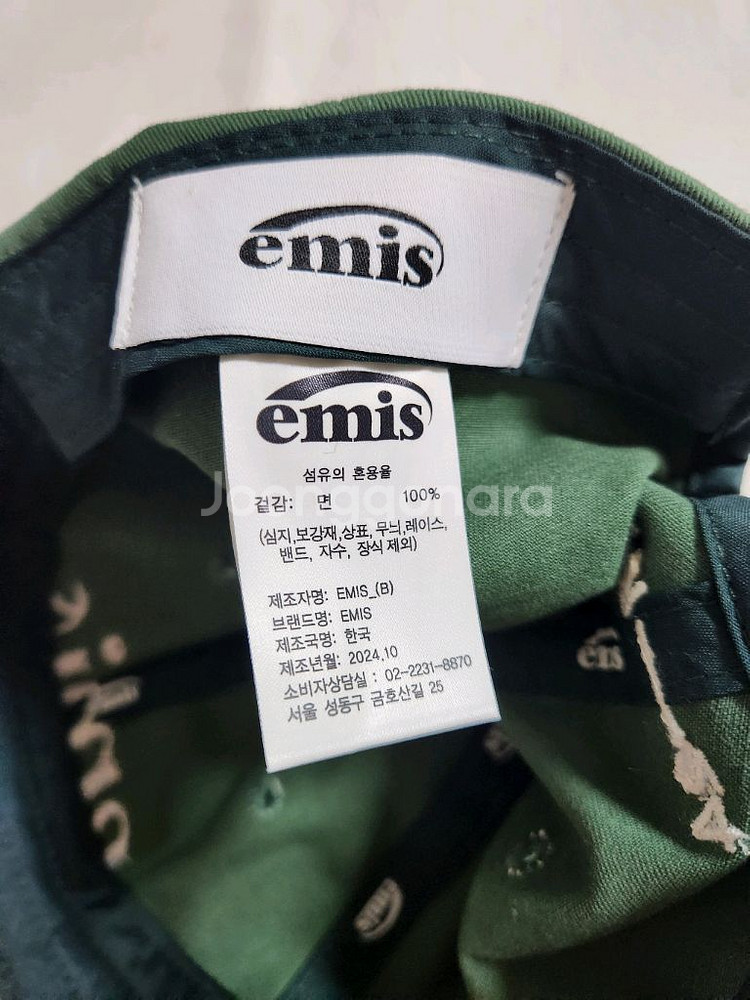 emis
emis
섬유의 혼용율
겉감: 면 100%
(심지,보강재,상표, 무늬,레이스,
밴드, 자수, 장식 제외)
Joonggonara
제조자명: EMIS_(B)
브랜드명: EMIS
제조국명: 한국
제조년월: 2024.10
소비자상담실 : 02-2231-8870
서울 성동구 금호산길 25
emis